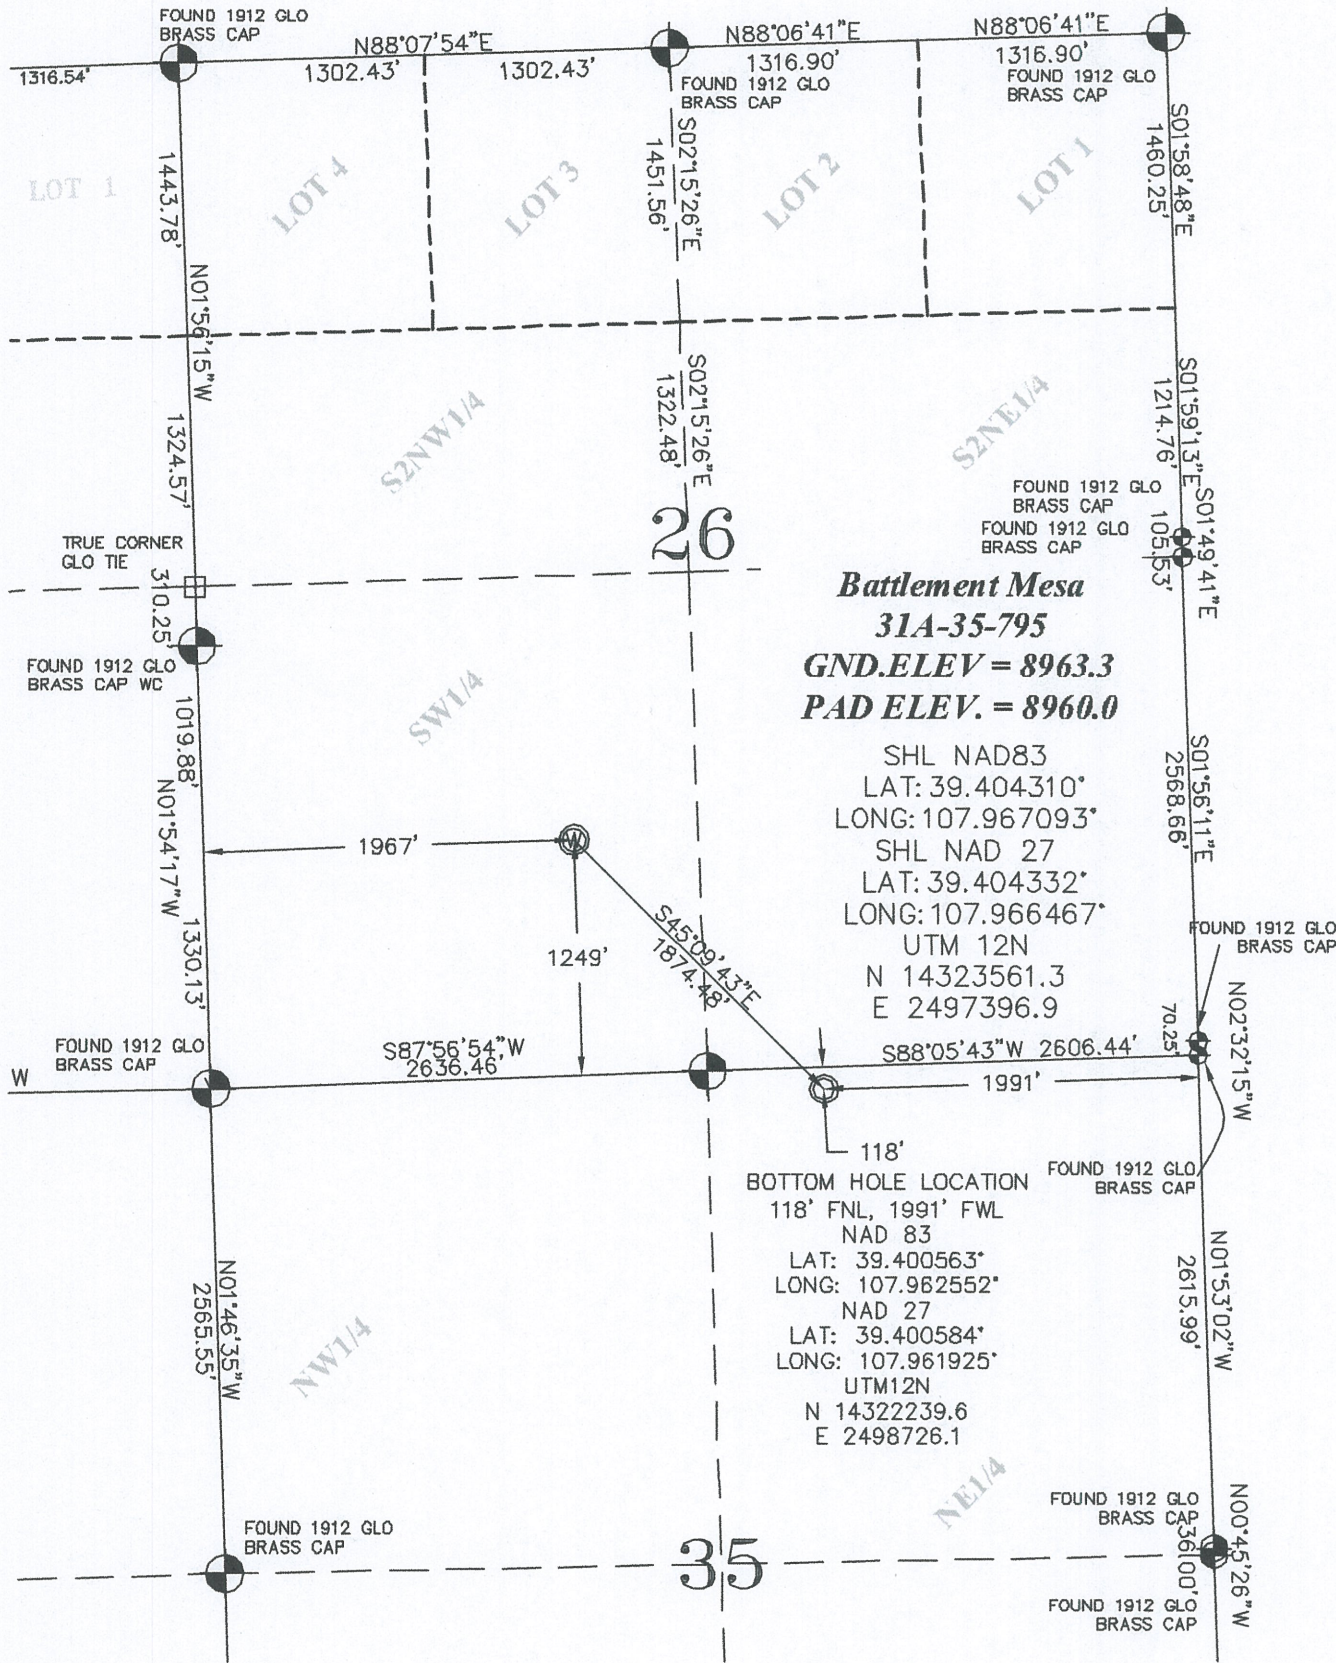 FOUND 1912 GLO
BRASS CAP
N88°07'54"E
N88°06'41"E
N88°06'41"E
1316.54'
1302.43'
1302.43'
1316.90'
1316.90'
FOUND 1912 GLO
BRASS CAP
FOUND 1912 GLO
BRASS CAP
1443.78'
S02°15'26"E
1451.56'
S01°58'48"E
1460.25'
LOT 1
LOT 4
LOT 3
LOT 2
LOT 1
N01°56'15"W
1324.57'
S02°15'26"E
1322.48'
S01°59'13"E
1214.76'
S2NW1/4
S2NE1/4
FOUND 1912 GLO
BRASS CAP
FOUND 1912 GLO
BRASS CAP
S01°49'41"E
105.53'
26
TRUE CORNER
GLO TIE
310.25'
FOUND 1912 GLO
BRASS CAP WC
Battlement Mesa
31A-35-795
GND.ELEV = 8963.3
PAD ELEV. = 8960.0
SW1/4
1019.88'
N01°54'17"W
1330.13'
SHL NAD83
LAT: 39.404310°
LONG: 107.967093°
SHL NAD 27
LAT: 39.404332°
LONG: 107.966467°
UTM 12N
N 14323561.3
E 2497396.9
S01°56'11"E
2568.66'
1967'
W
1249'
S45°09'43"E
1874.48'
FOUND 1912 GLO
BRASS CAP
N02°32'15"W
70.25'
FOUND 1912 GLO
BRASS CAP
W
S87°56'54"W
2636.46'
S88°05'43"W 2606.44'
1991'
118'
FOUND 1912 GLO
BRASS CAP
BOTTOM HOLE LOCATION
118' FNL, 1991' FWL
NAD 83
LAT: 39.400563°
LONG: 107.962552°
NAD 27
LAT: 39.400584°
LONG: 107.961925°
UTM12N
N 14322239.6
E 2498726.1
N01°46'35"W
2565.55'
NW1/4
N01°53'02"W
2615.99'
NE1/4
FOUND 1912 GLO
BRASS CAP
FOUND 1912 GLO
BRASS CAP
N00°45'26"W
36.00'
35
FOUND 1912 GLO
BRASS CAP